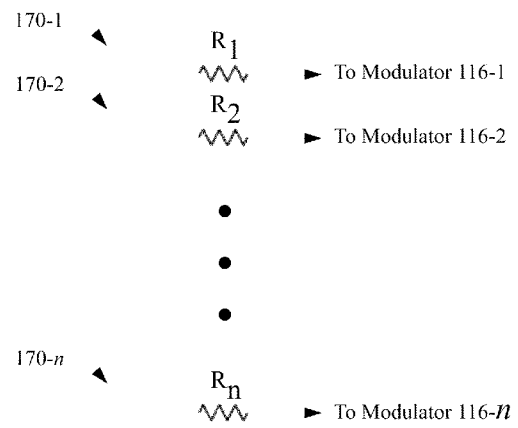 170-1
R1
To Modulator 116-1
170-2
R2
To Modulator 116-2
170-n
Rn
To Modulator 116-n